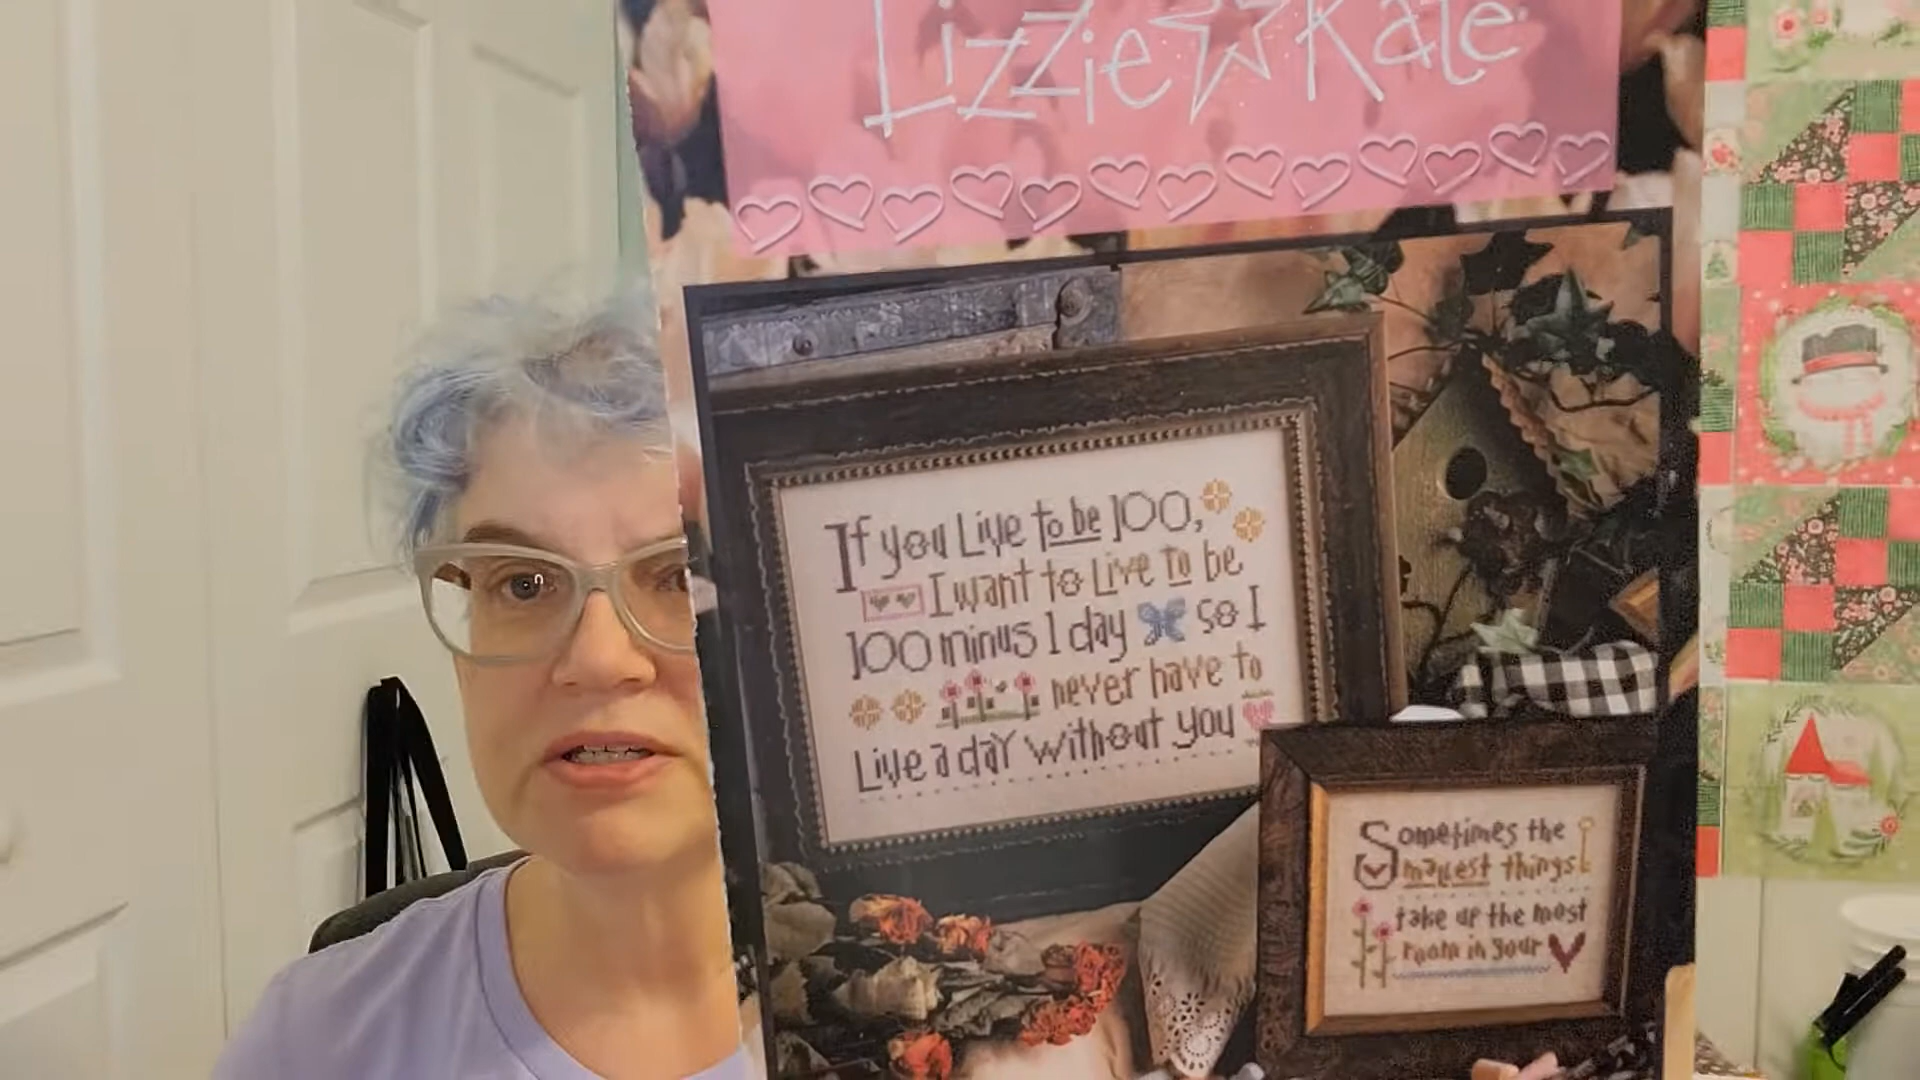 Lizzie Kate
If you Live to be 100,
I want to Live to be
100 minus 1 day so I
never have to
Live a day without you
Sometimes the
smallest things
take up the most
room in your